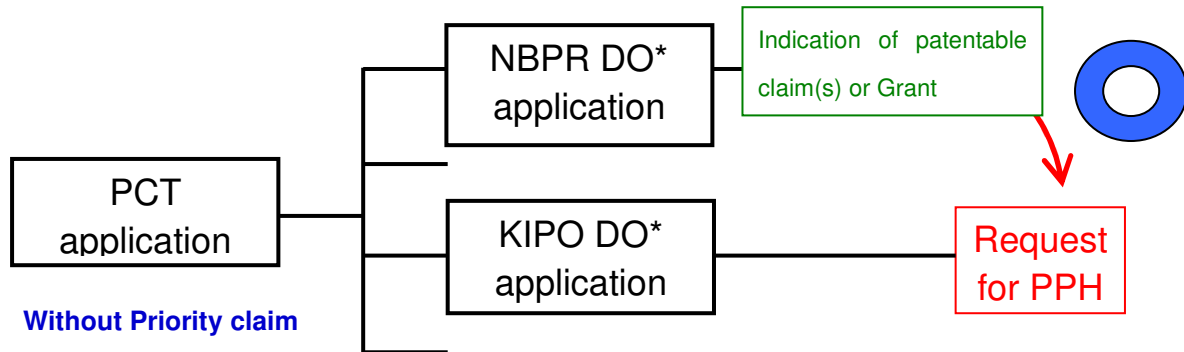 NBPR DO*
application
Indication of patentable
claim(s) or Grant
PCT
application
KIPO DO*
application
Request
for PPH
Without Priority claim